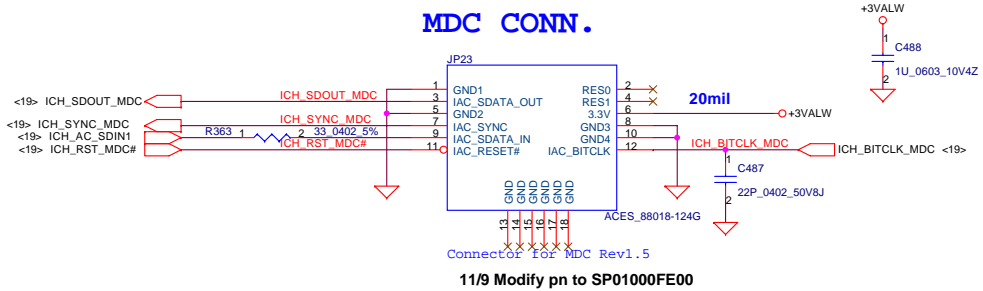 MDC CONN.
+3VALW
1
C488
1U_0603_10V4Z
2
JP23
1 GND1 RES0 2
<19> ICH_SDOUT_MDC ICH_SDOUT_MDC 3 IAC_SDATA_OUT RES1 4
5 GND2 3.3V 6 20mil +3VALW
<19> ICH_SYNC_MDC ICH_SYNC_MDC 7 IAC_SYNC GND3 8
<19> ICH_AC_SDIN1 R363 1 2 33_0402_5% 9 IAC_SDATA_IN GND4 10
<19> ICH_RST_MDC# ICH_RST_MDC# 11 IAC_RESET# IAC_BITCLK 12 ICH_BITCLK_MDC ICH_BITCLK_MDC <19>
1
C487
22P_0402_50V8J
2
GND GND GND GND GND GND
13 14 15 16 17 18
ACES_88018-124G
Connector for MDC Rev1.5
11/9 Modify pn to SP01000FE00